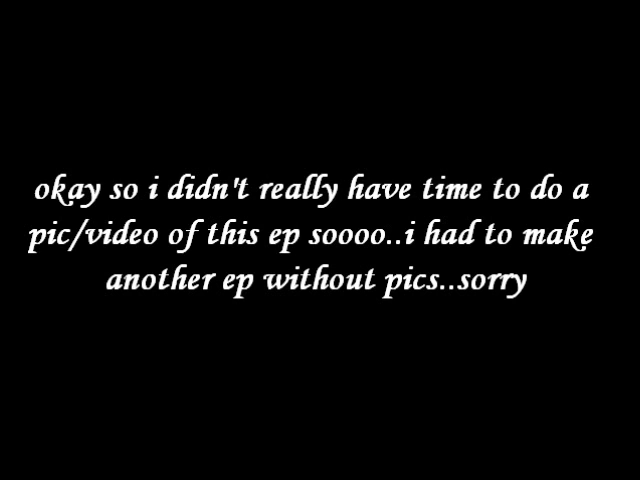 okay so i didn't really have time to do a
pic/video of this ep soooo..i had to make
another ep without pics..sorry